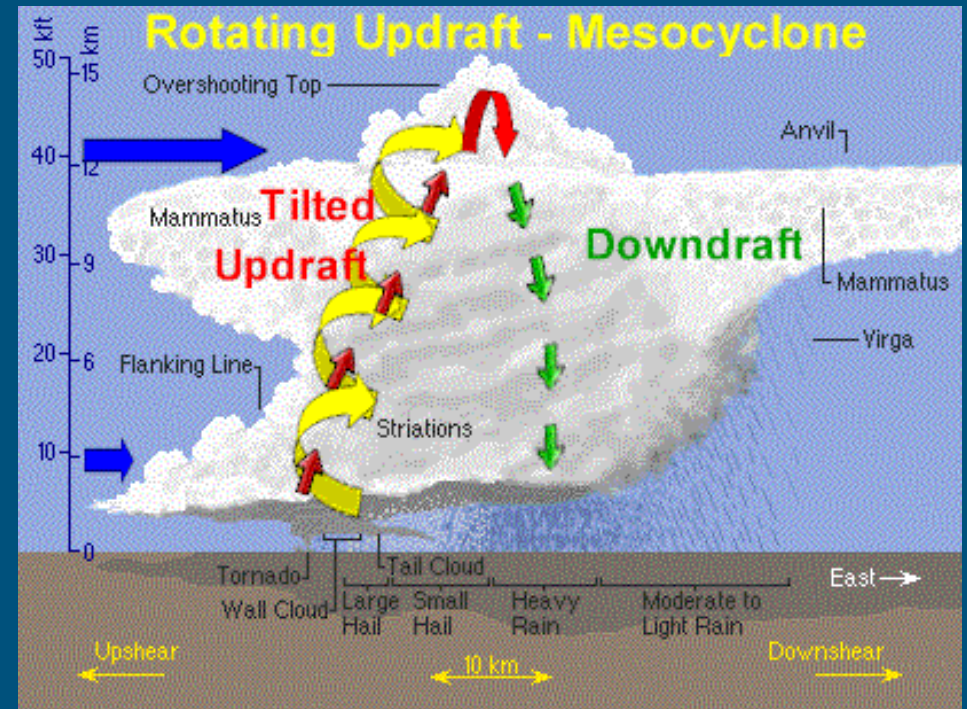 Rotating Updraft - Mesocyclone
kft
km
50
15
Overshooting Top
Anvil
40
12
Mammatus
Tilted
Updraft
Downdraft
30
9
Mammatus
Virga
20
6
Flanking Line
Striations
10
3
0
0
Tornado
Tail Cloud
East
Wall Cloud
Large
Hail
Small
Hail
Heavy
Rain
Moderate to
Light Rain
Upshear
10 km
Downshear